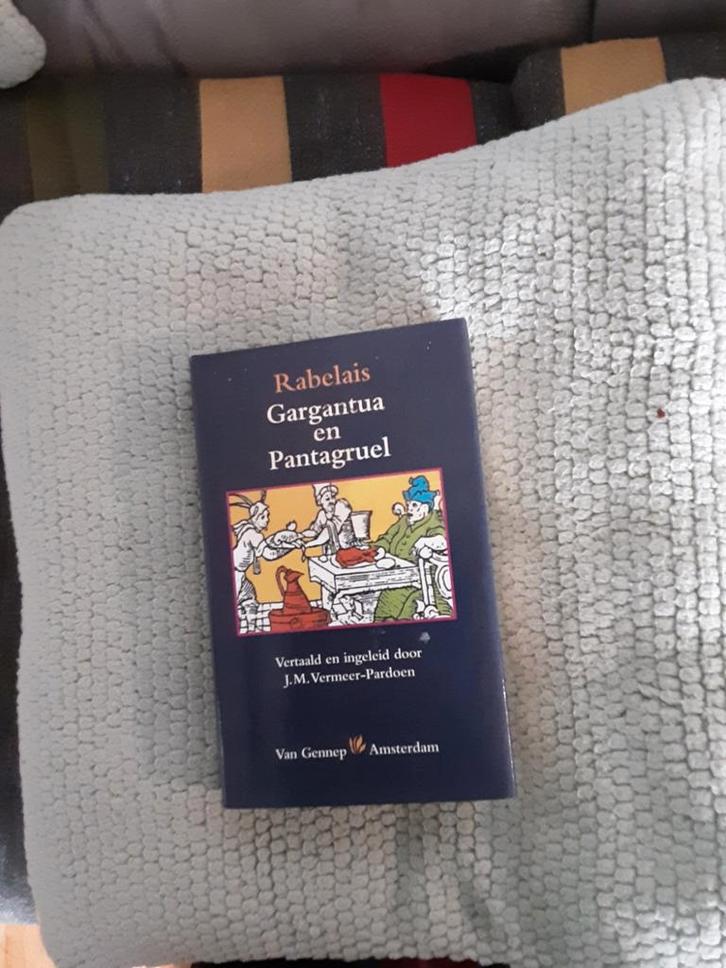 Rabelais
Gargantua
en
Pantagruel
Vertaald en ingeleid door
J.M. Vermeer-Pardoen
Van Gennep Amsterdam